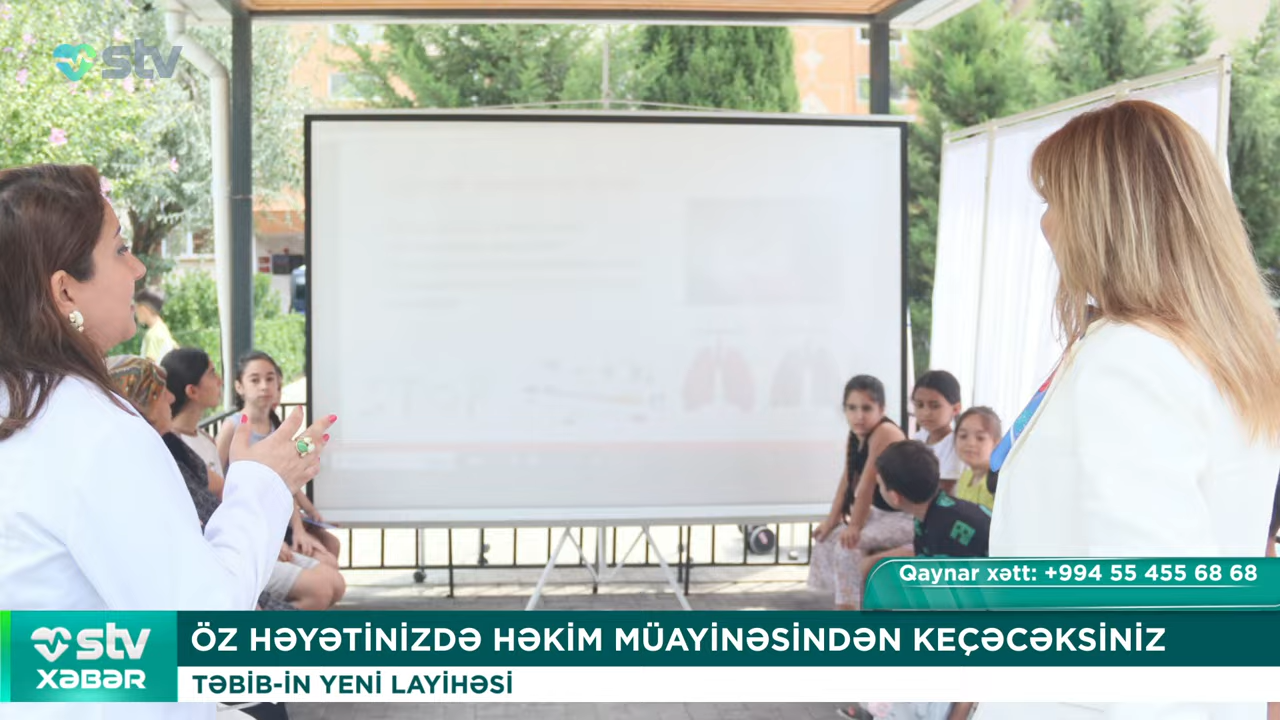 stv
Qaynar xətt: +994 55 455 68 68
stv
XƏBƏR
ÖZ HƏYƏTİNİZDƏ HƏKİM MÜAYİNƏSİNDƏN KEÇƏCƏKSİNİZ
TƏBİB-İN YENİ LAYİHƏSİ